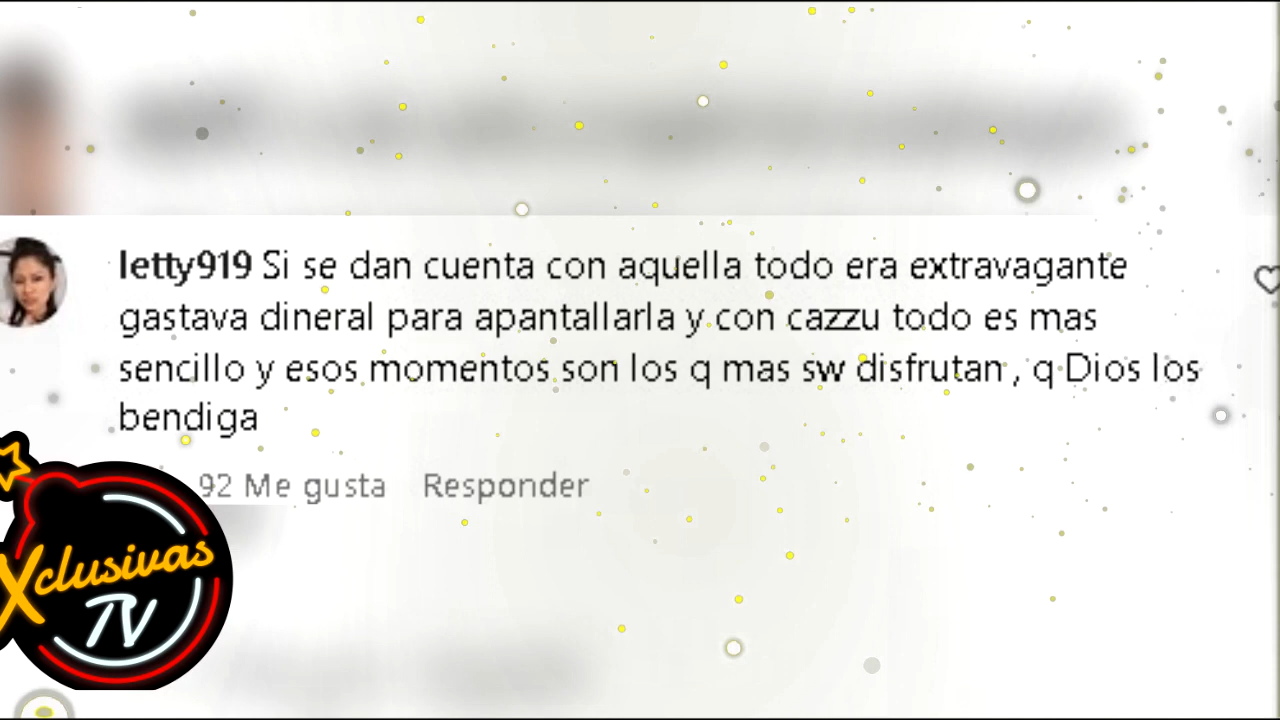 letty919 Si se dan cuenta con aquella todo era extravagante
gastava dineral para apantallarla y con cazzu todo es mas
sencillo y esos momentos son los q mas sw disfrutan , q Dios los
bendiga
92 Me gusta Responder
Xclusivas
TV